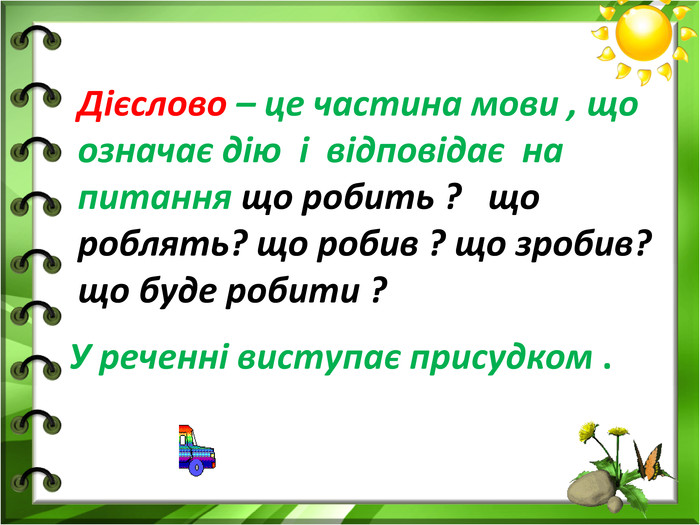 Дієслово – це частина мови , що
означає дію і відповідає на
питання що робить ? що
роблять? що робив ? що зробив?
що буде робити ?
У реченні виступає присудком .